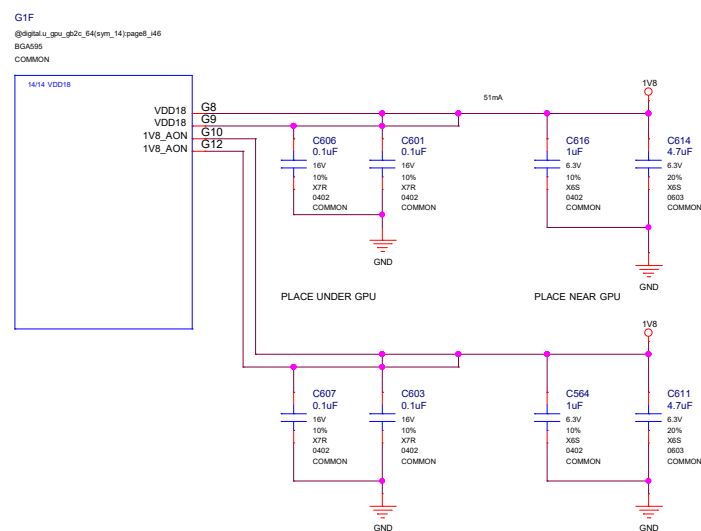 G1F
@digital.u_gpu_gb2c_64(sym_14):page8_i46
BGA595
COMMON
14/14 VDD18
VDD18 G8
VDD18 G9
1V8_AON G10
1V8_AON G12
51mA
1V8
C606
0.1uF
16V
10%
X7R
0402
COMMON
C601
0.1uF
16V
10%
X7R
0402
COMMON
C616
1uF
6.3V
10%
X6S
0402
COMMON
C614
4.7uF
6.3V
20%
X6S
0603
COMMON
GND
GND
PLACE UNDER GPU
PLACE NEAR GPU
1V8
C607
0.1uF
16V
10%
X7R
0402
COMMON
C603
0.1uF
16V
10%
X7R
0402
COMMON
C564
1uF
6.3V
10%
X6S
0402
COMMON
C611
4.7uF
6.3V
20%
X6S
0603
COMMON
GND
GND